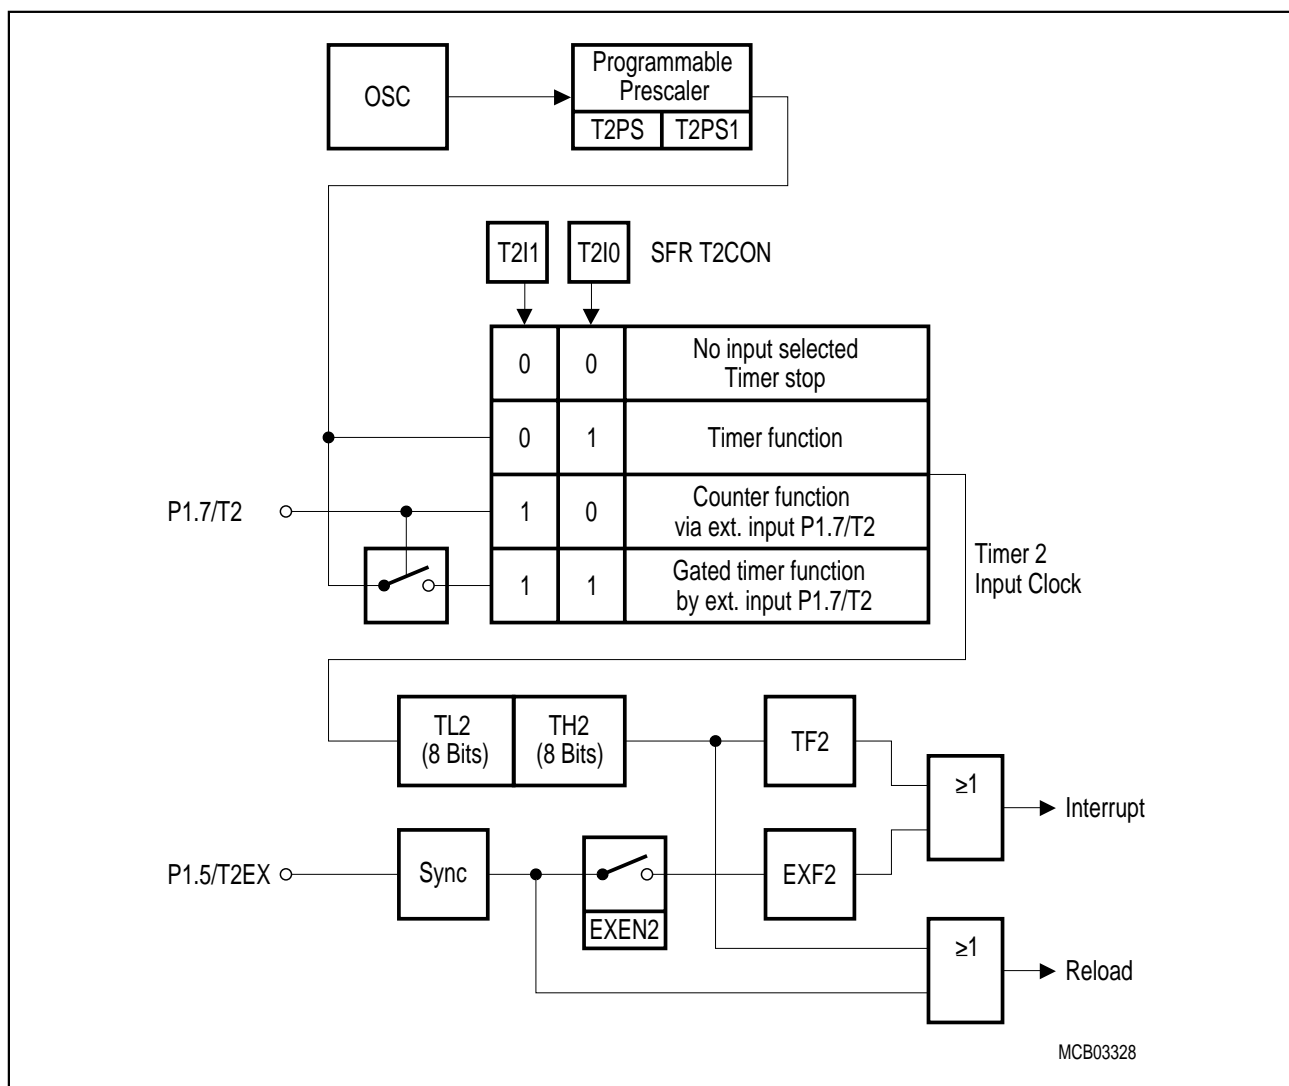 OSC
Programmable
Prescaler
T2PS T2PS1
T2I1 T2I0 SFR T2CON
0 0 No input selected
Timer stop
0 1 Timer function
P1.7/T2
1 0 Counter function
via ext. input P1.7/T2
1 1 Gated timer function
by ext. input P1.7/T2
Timer 2
Input Clock
TL2
(8 Bits)
TH2
(8 Bits)
TF2
≥1
Interrupt
P1.5/T2EX
Sync
EXEN2
EXF2
≥1
Reload
MCB03328